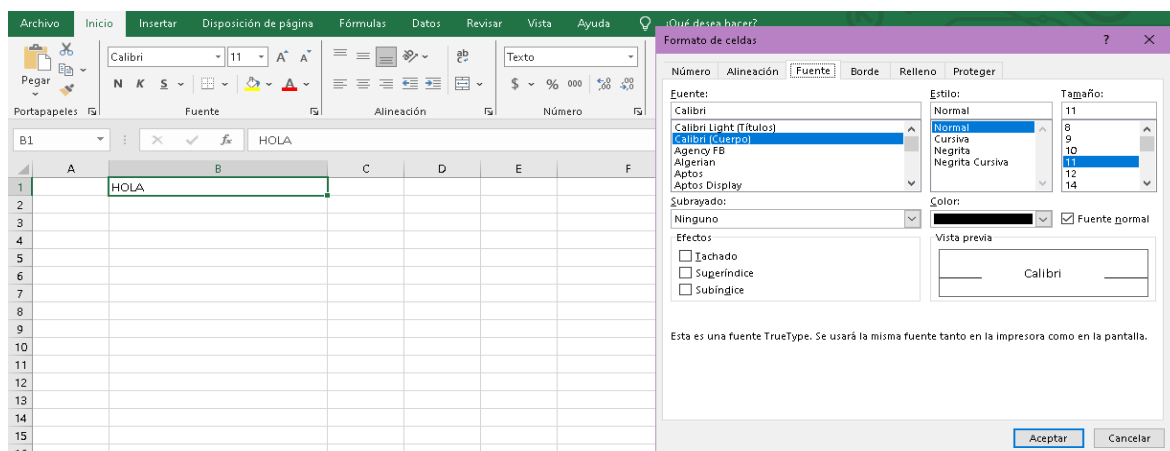 Archivo Inicio Insertar Disposición de página Fórmulas Datos Revisar Vista Ayuda ¿Qué desea hacer?
Calibri 11 A A ab c Texto
Pegar N K S A $ % 000
Portapapeles Fuente Alineación Número
B1 fx HOLA
A B C D E F
1 HOLA
2
3
4
5
6
7
8
9
10
11
12
13
14
15
Formato de celdas ? ×
Número Alineación Fuente Borde Relleno Proteger
Fuente: Estilo: Tamaño:
Calibri Normal 11
Calibri Light (Títulos) Normal 8
Calibri (Cuerpo) Cursiva 9
Agency FB Negrita 10
Algerian Negrita Cursiva 11
Aptos 12
Aptos Display 14
Subrayado: Color:
Ninguno Fuente normal
Efectos Vista previa
Tachado
Superíndice Calibri
Subíndice
Esta es una fuente TrueType. Se usará la misma fuente tanto en la impresora como en la pantalla.
Aceptar Cancelar